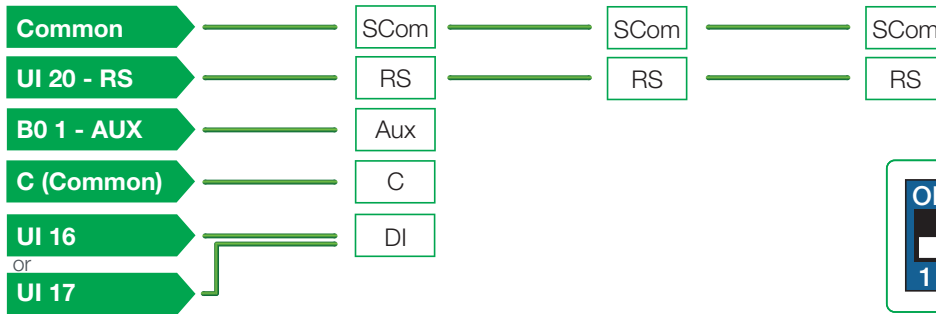 Common SCom SCom SCom
UI 20 - RS RS RS RS
B0 1 - AUX Aux
C (Common) C
UI 16 DI
or
UI 17
1